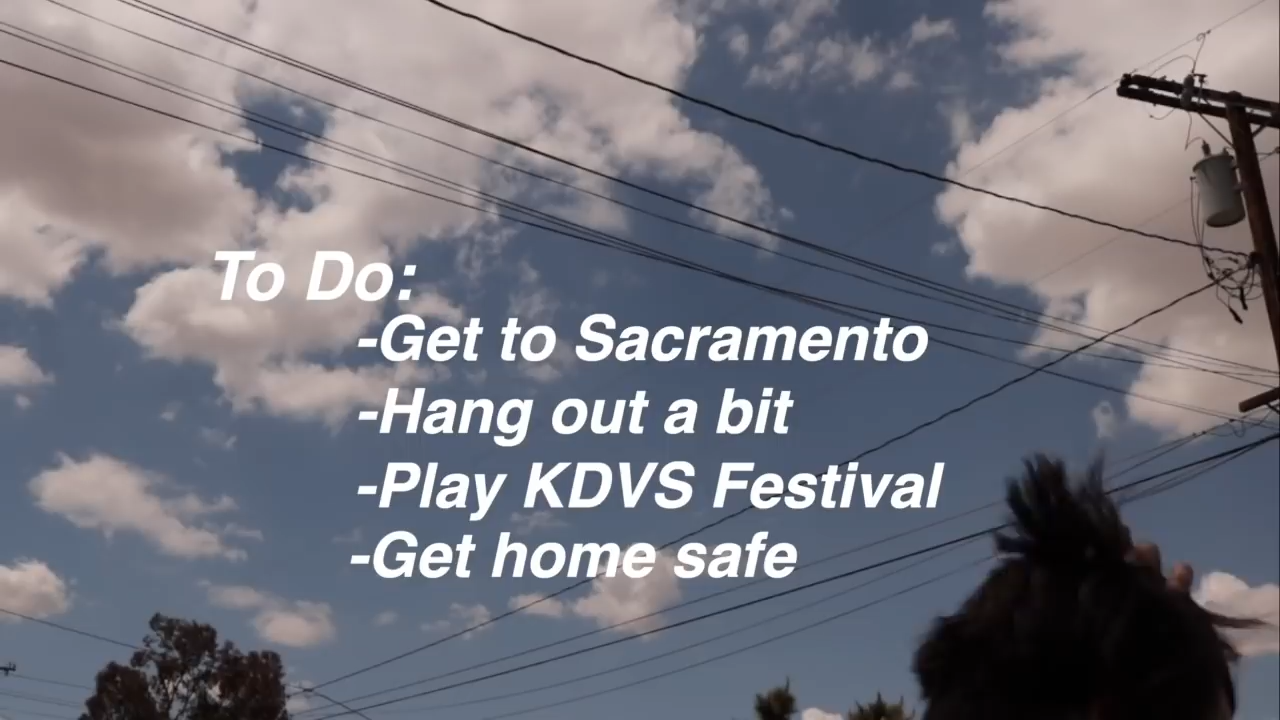 To Do:
-Get to Sacramento
-Hang out a bit
-Play KDVS Festival
-Get home safe